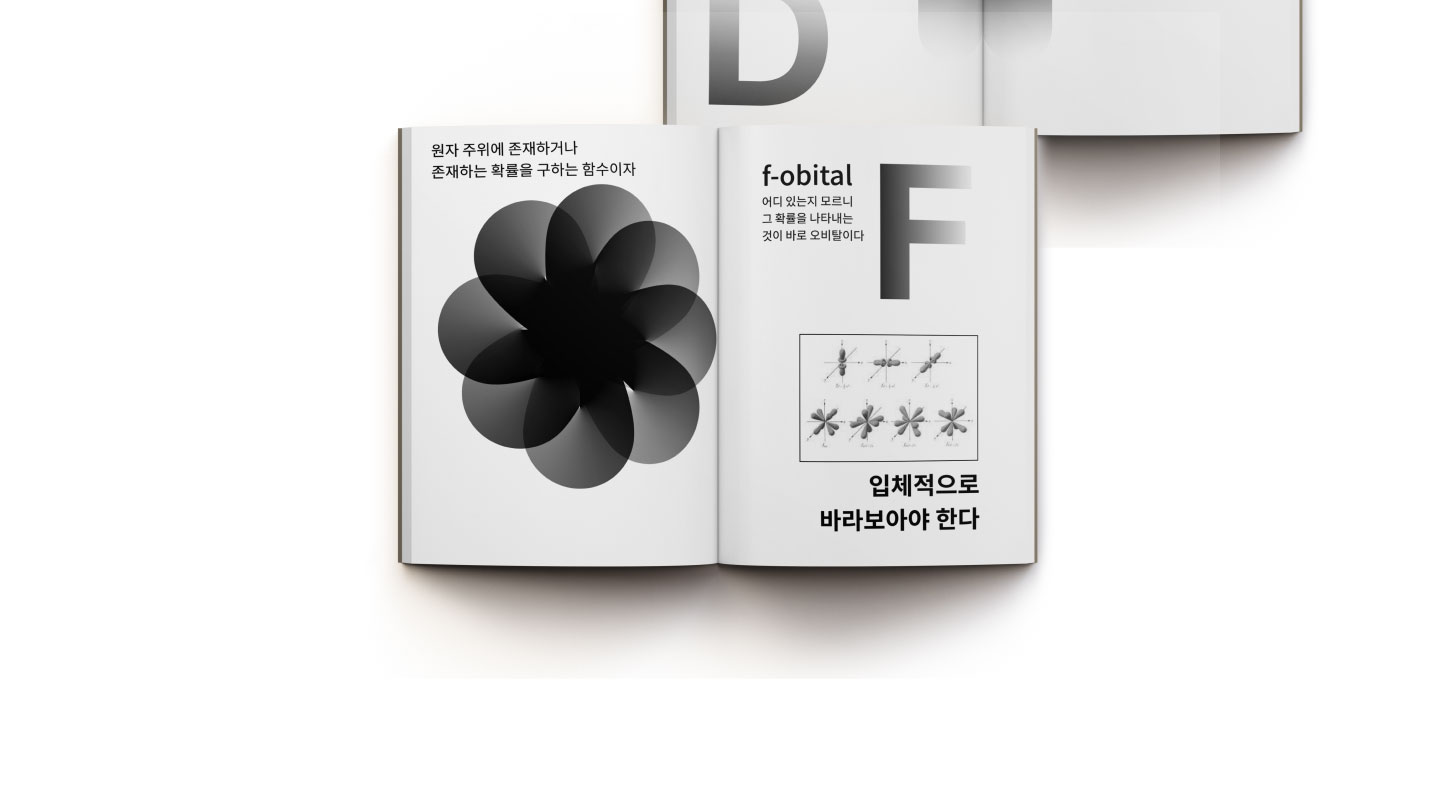 D
원자 주위에 존재하거나
존재하는 확률을 구하는 함수이자
f-obital
어디 있는지 모르니
그 확률을 나타내는
것이 바로 오비탈이다
F
입체적으로
바라보아야 한다